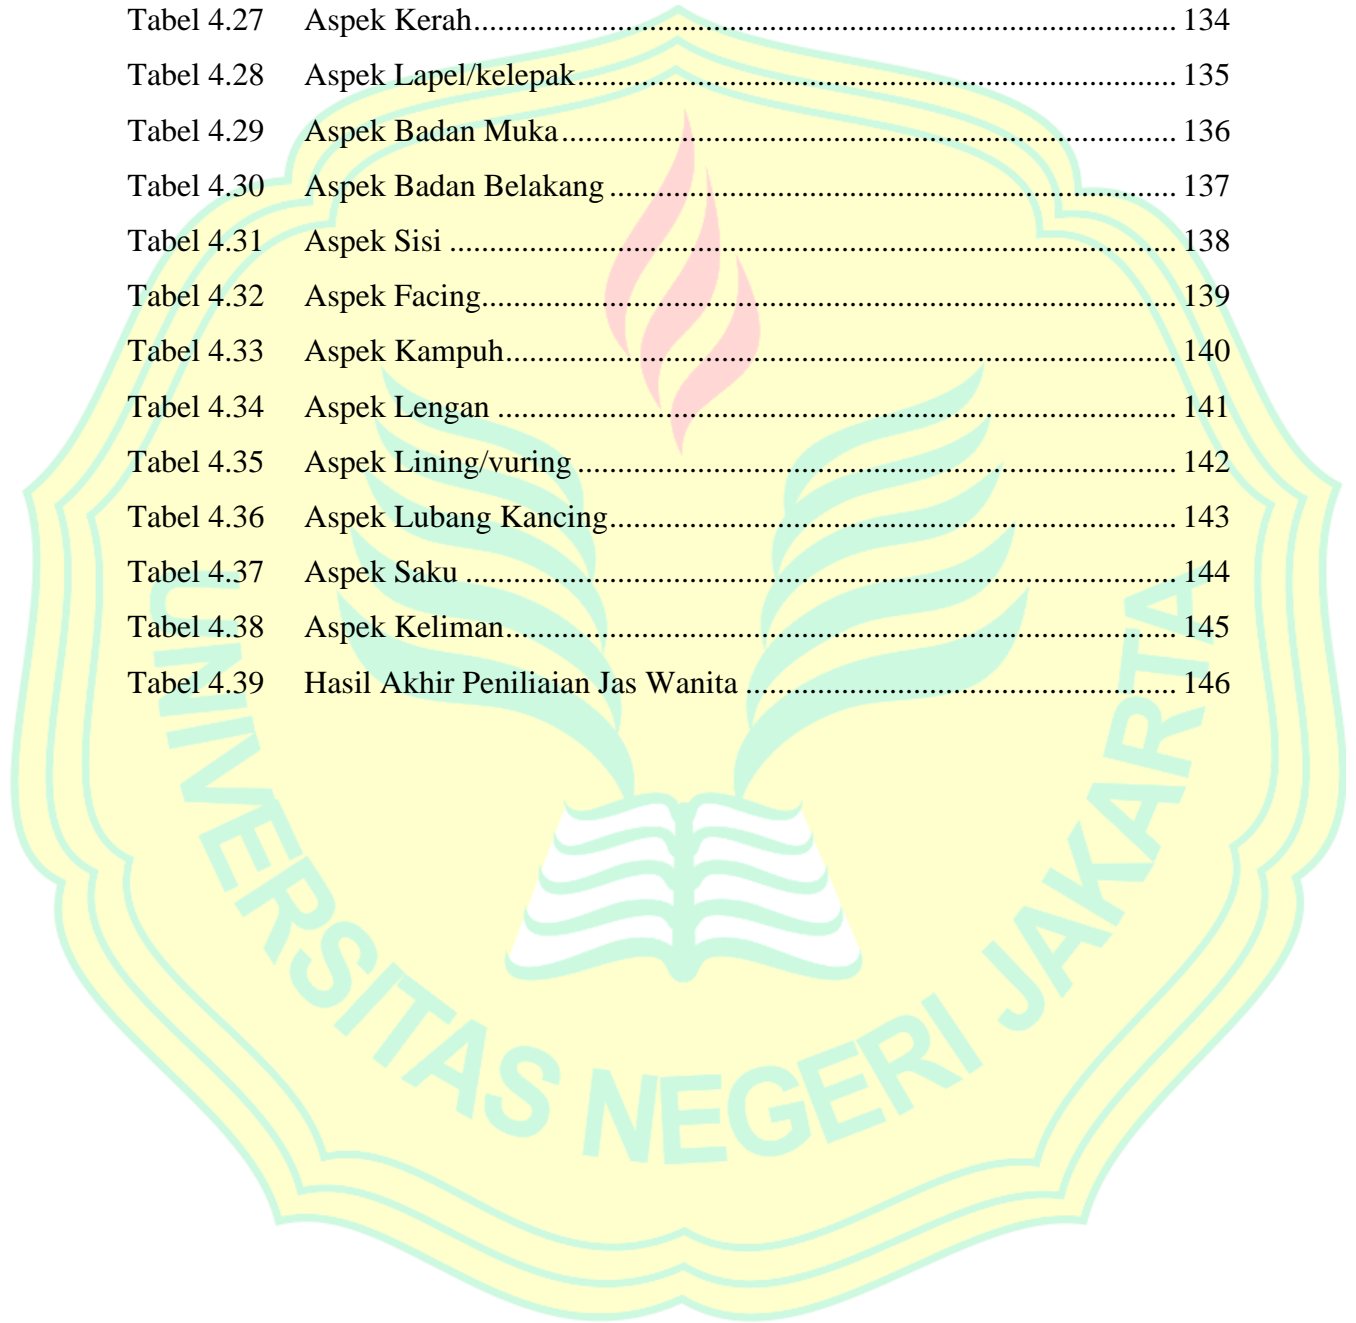 Tabel 4.27 Aspek Kerah........................................................................................ 134
Tabel 4.28 Aspek Lapel/kelepak........................................................................... 135
Tabel 4.29 Aspek Badan Muka............................................................................. 136
Tabel 4.30 Aspek Badan Belakang ....................................................................... 137
Tabel 4.31 Aspek Sisi ........................................................................................... 138
Tabel 4.32 Aspek Facing....................................................................................... 139
Tabel 4.33 Aspek Kampuh.................................................................................... 140
Tabel 4.34 Aspek Lengan ..................................................................................... 141
Tabel 4.35 Aspek Lining/vuring ........................................................................... 142
Tabel 4.36 Aspek Lubang Kancing....................................................................... 143
Tabel 4.37 Aspek Saku ......................................................................................... 144
Tabel 4.38 Aspek Keliman.................................................................................... 145
Tabel 4.39 Hasil Akhir Peniliaian Jas Wanita ...................................................... 146
UNIVERSITAS NEGERI JAKARTA